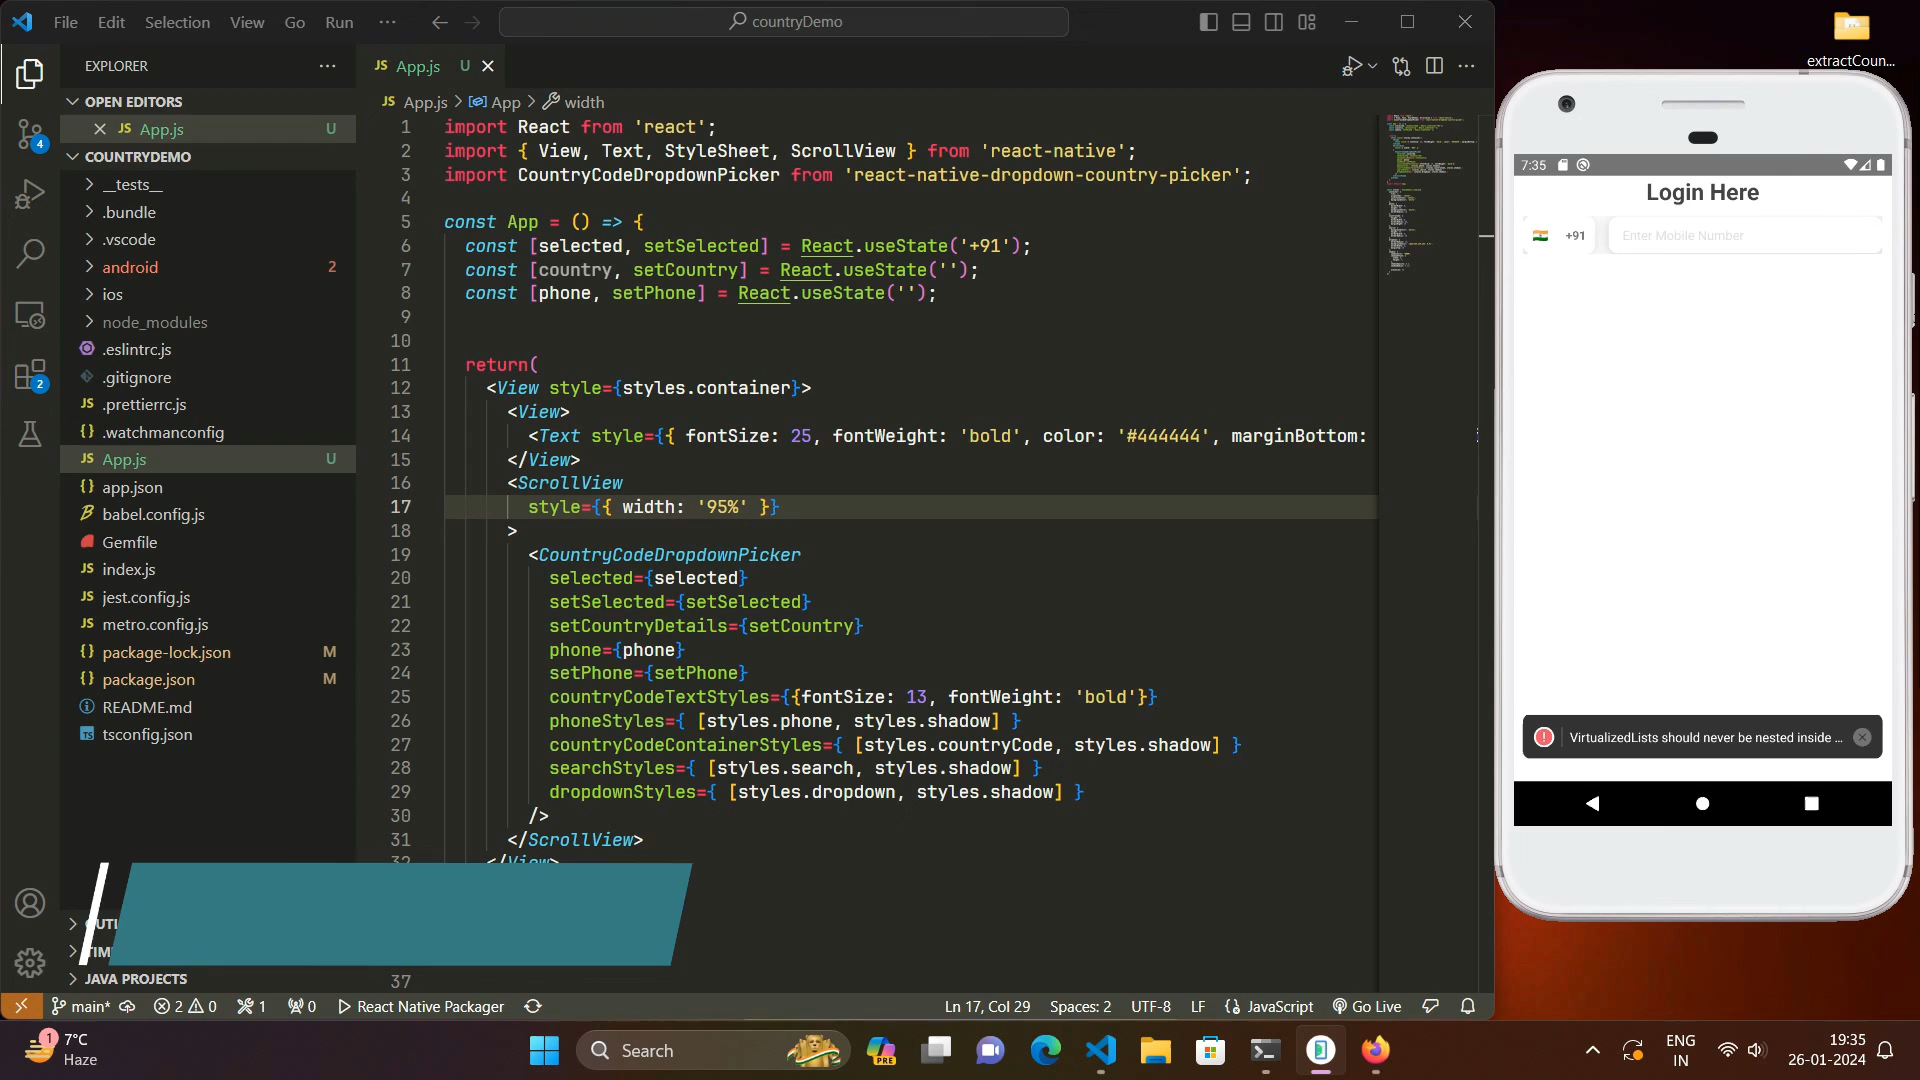 File Edit Selection View Go Run ··· countryDemo
extractCoun...
EXPLORER ···
OPEN EDITORS
App.js U
COUNTRYDEMO
__tests__
.bundle
.vscode
android 2
ios
node_modules
.eslintrc.js
.gitignore
.prettierrc.js
.watchmanconfig
App.js U
app.json
babel.config.js
Gemfile
index.js
jest.config.js
metro.config.js
package-lock.json M
package.json M
README.md
tsconfig.json
OUTL
TIM
JAVA PROJECTS
4
2
JS App.js U
JS App.js > App > width
1 import React from 'react';
2 import { View, Text, StyleSheet, ScrollView } from 'react-native';
3 import CountryCodeDropdownPicker from 'react-native-dropdown-country-picker';
4
5 const App = () => {
6 const [selected, setSelected] = React.useState('+91');
7 const [country, setCountry] = React.useState('');
8 const [phone, setPhone] = React.useState('');
9
10
11 return(
12 <View style={styles.container}>
13 <View>
14 <Text style={{ fontSize: 25, fontWeight: 'bold', color: '#444444', marginBottom:
15 </View>
16 <ScrollView
17 style={{ width: '95%' }}
18 >
19 <CountryCodeDropdownPicker
20 selected={selected}
21 setSelected={setSelected}
22 setCountryDetails={setCountry}
23 phone={phone}
24 setPhone={setPhone}
25 countryCodeTextStyles={{fontSize: 13, fontWeight: 'bold'}}
26 phoneStyles={ [styles.phone, styles.shadow] }
27 countryCodeContainerStyles={ [styles.countryCode, styles.shadow] }
28 searchStyles={ [styles.search, styles.shadow] }
29 dropdownStyles={ [styles.dropdown, styles.shadow] }
30 />
31 </ScrollView>
32 </View>
37
7:35
Login Here
+91 Enter Mobile Number
VirtualizedLists should never be nested inside ...
main* 2 0 1 0 React Native Packager Ln 17, Col 29 Spaces: 2 UTF-8 LF {} JavaScript Go Live
1 7°C
Haze
Search
PRE
ENG
IN
19:35
26-01-2024